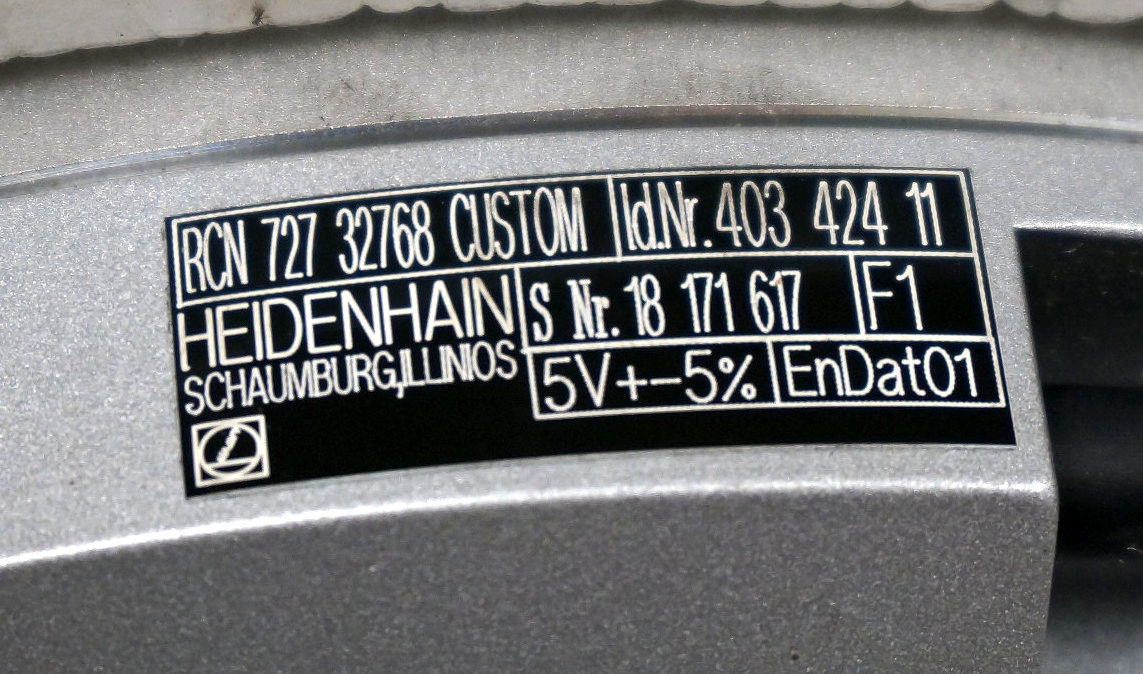 RCN 727 32768 CUSTOM Id.Nr. 403 424 11
HEIDENHAIN S Nr. 18 171 617 F1
SCHAUMBURG,ILLINIOS 5V+-5% EnDat01